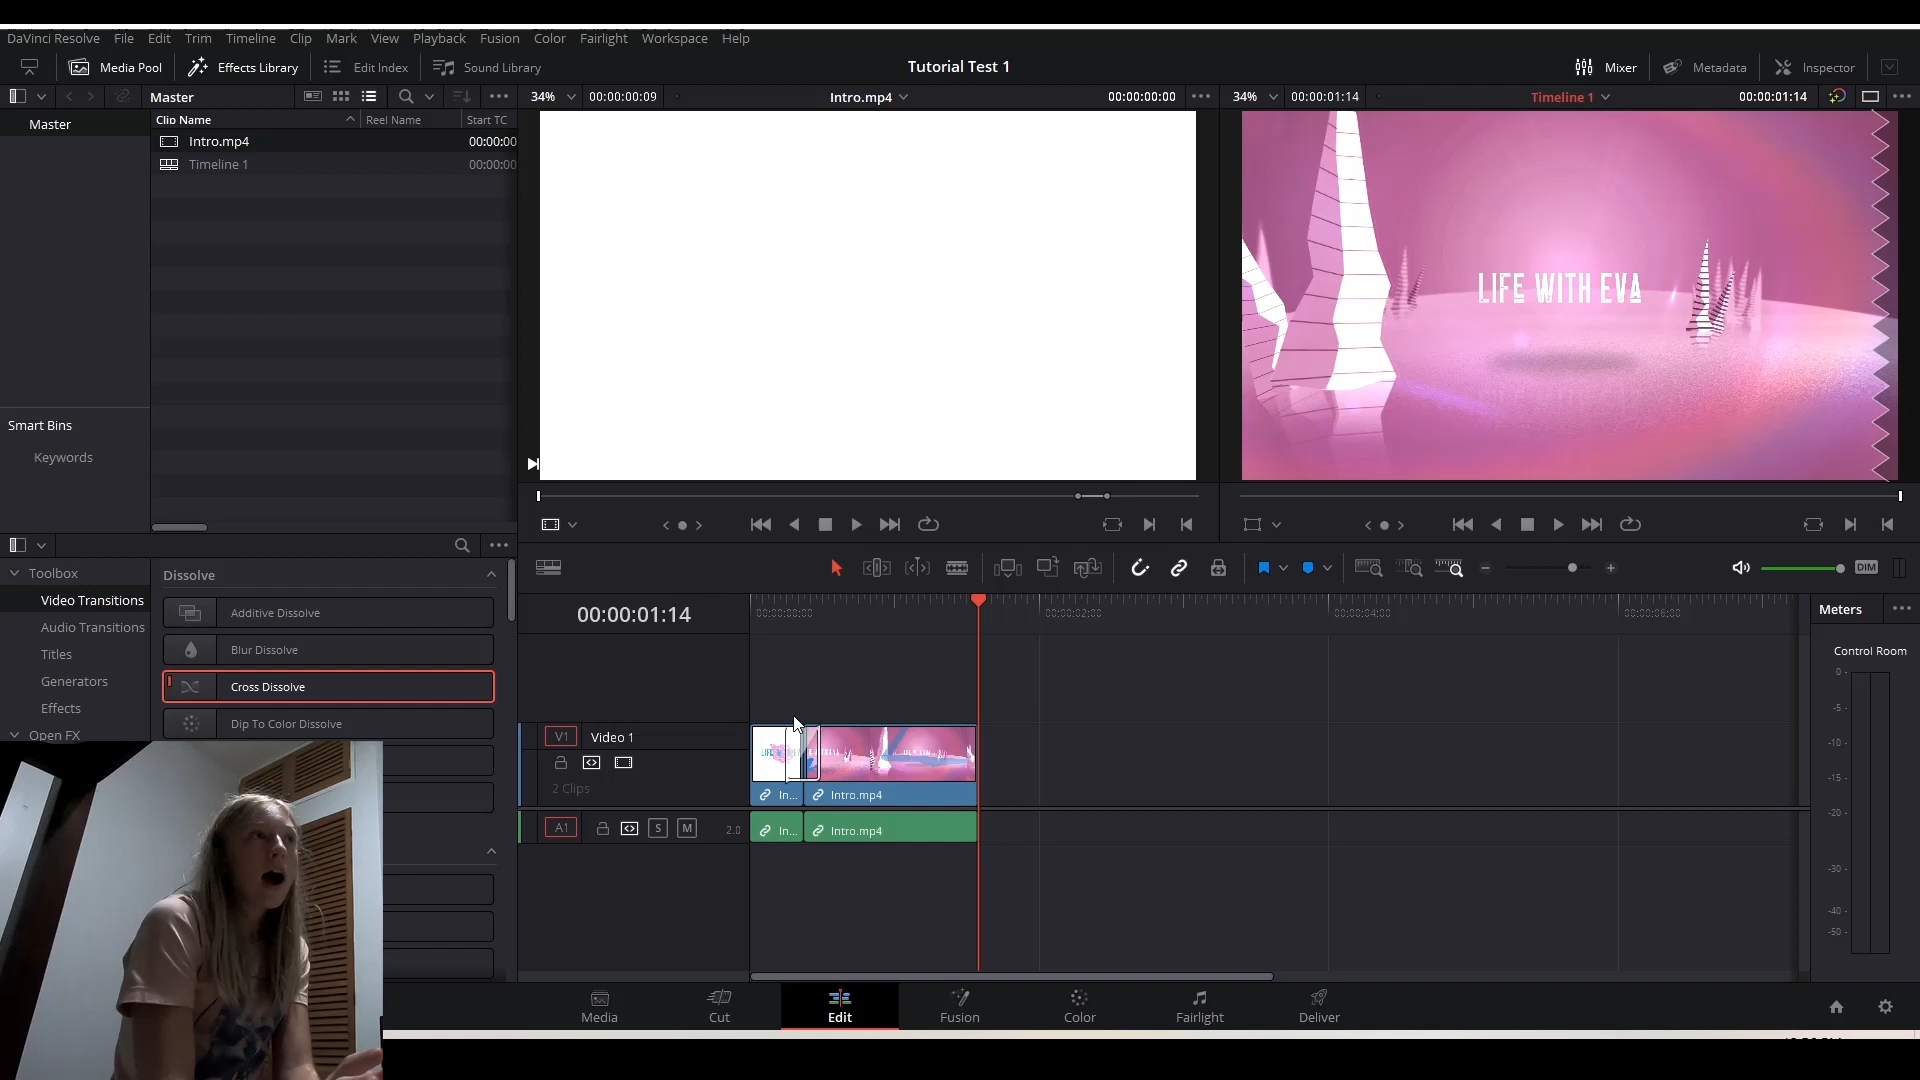 DaVinci Resolve File Edit Trim Timeline Clip Mark View Playback Fusion Color Fairlight Workspace Help
Media Pool Effects Library Edit Index Sound Library Tutorial Test 1 Mixer Metadata Inspector
Master 34% 00:00:00:09 Intro.mp4 00:00:00:00 34% 00:00:01:14 Timeline 1 00:00:01:14
Master Clip Name Reel Name Start TC
Intro.mp4 00:00:00
Timeline 1 00:00:00
LIFE WITH EVA
Smart Bins
Keywords
Toolbox Dissolve
Video Transitions Additive Dissolve
Audio Transitions
Titles Blur Dissolve
Generators Cross Dissolve
Effects Dip To Color Dissolve
Open FX
DIM
00:00:01:14 00:00:00:00 00:00:02:00 00:00:04:00 00:00:06:00
Meters
Control Room
0
-5
-10
-15
-20
-30
-40
-50
V1 Video 1
2 Clips In... Intro.mp4
A1 S M 2.0 In... Intro.mp4
Media Cut Edit Fusion Color Fairlight Deliver